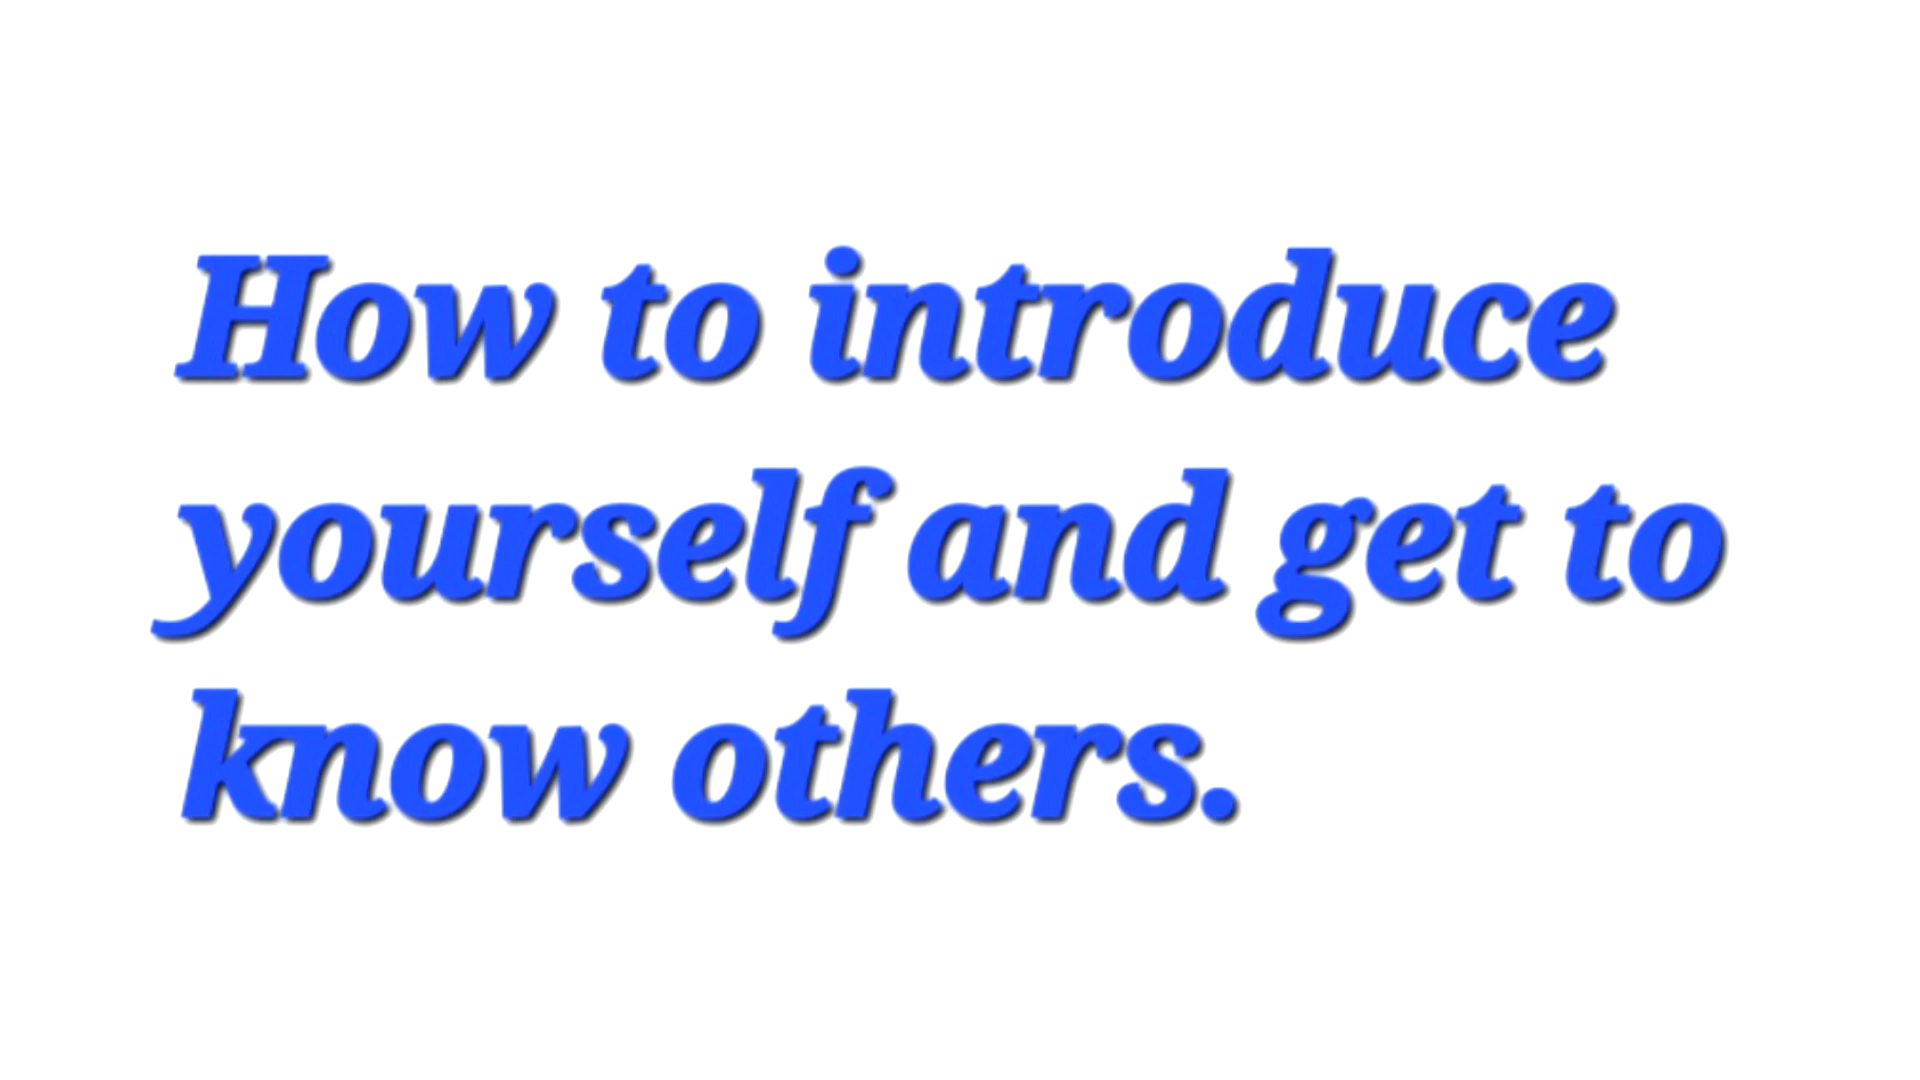 How to introduce
yourself and get to
know others.